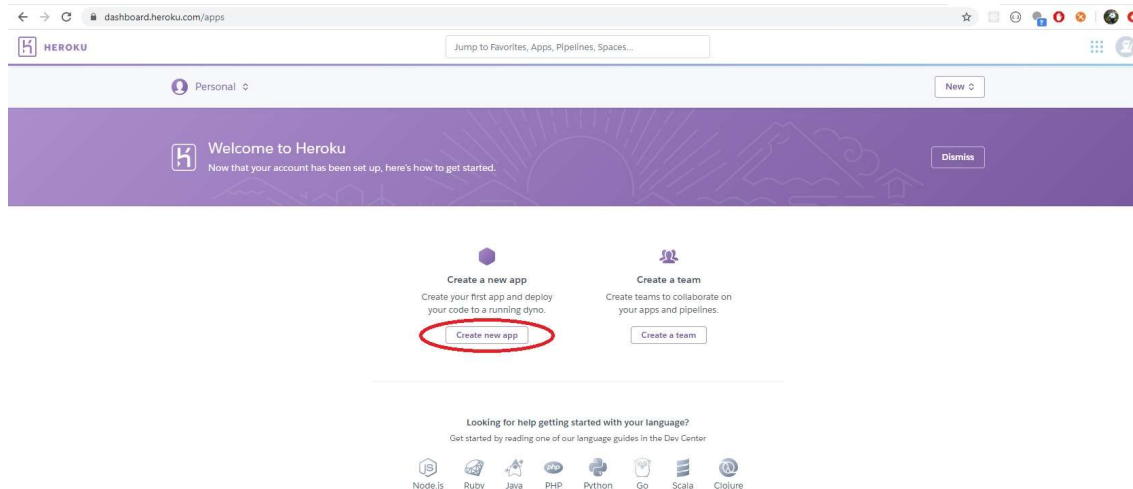 dashboard.heroku.com/apps
HEROKU
Jump to Favorites, Apps, Pipelines, Spaces...
Personal
New
Welcome to Heroku
Now that your account has been set up, here's how to get started.
Dismiss
Create a new app
Create your first app and deploy
your code to a running dyno.
Create new app
Create a team
Create teams to collaborate on
your apps and pipelines.
Create a team
Looking for help getting started with your language?
Get started by reading one of our language guides in the Dev Center
JS php
Node.js Ruby Java PHP Python Go Scala Clojure